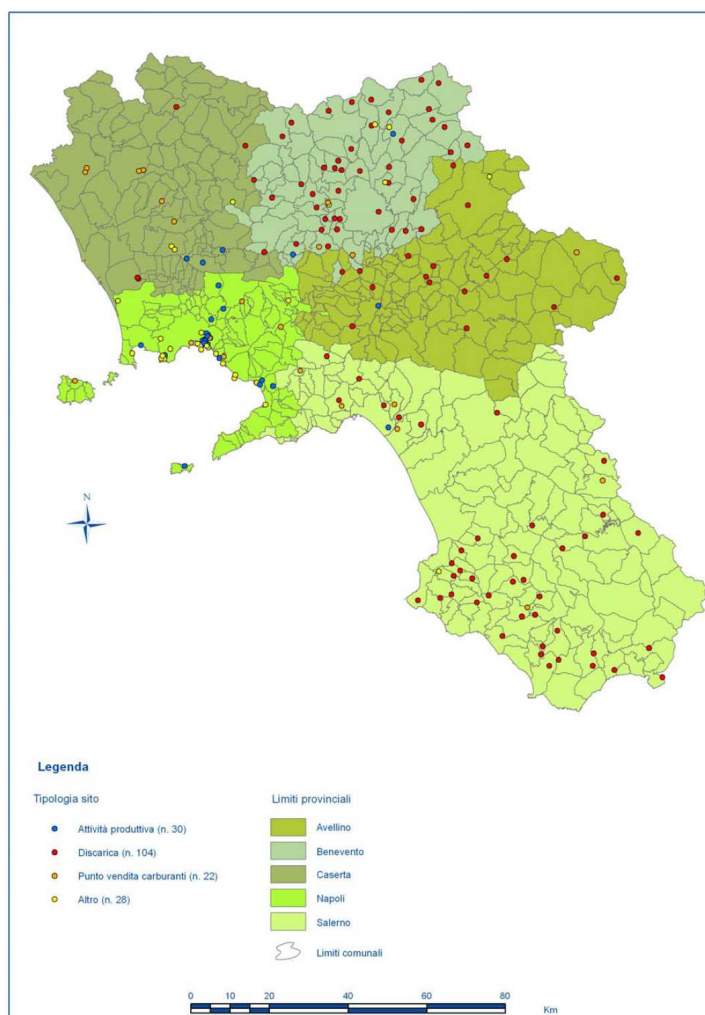 N
Legenda
Tipologia sito
Attività produttiva (n. 30)
Discarica (n. 104)
Punto vendita carburanti (n. 22)
Altro (n. 28)
Limiti provinciali
Avellino
Benevento
Caserta
Napoli
Salerno
Limiti comunali
0 10 20 40 60 80
Km